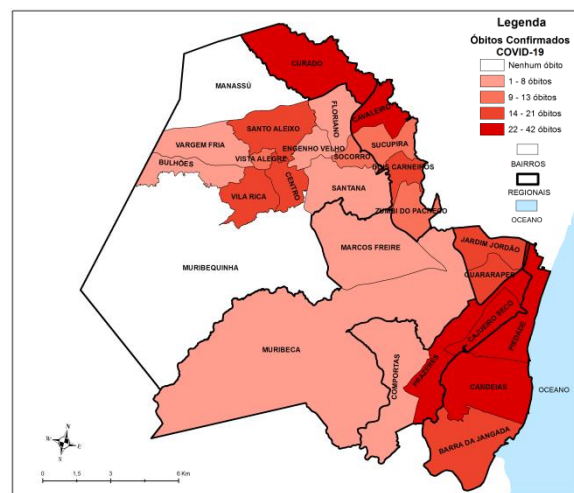 Legenda
Óbitos Confirmados
COVID-19
Nenhum óbito
1 - 8 óbitos
9 - 13 óbitos
14 - 21 óbitos
22 - 42 óbitos
BAIRROS
REGIONAIS
OCEANO
CURADO
MANASSÚ
FLORIANO
CAVALEIRO
SANTO ALEIXO
VARGEM FRIA
ENGENHO VELHO
SUCUPIRA
BULHÕES
VISTA ALEGRE
SOCORRO
DOIS CARNEIROS
VILA RICA
CENTRO
SANTANA
ZUMBI DO PACHECO
MARCOS FREIRE
JARDIM JORDÃO
MURIBEQUINHA
GUARARAPES
CAJUEIRO SECO
PIEDADE
MURIBECA
COMPORTAS
PRAZERES
CANDEIAS
OCEANO
BARRA DA JANGADA
N
W
E
S
0 1,5 3 6 Km